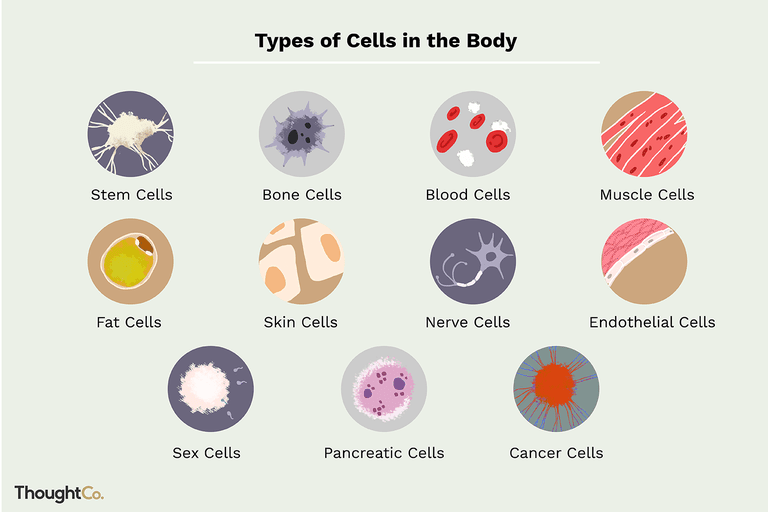 Types of Cells in the Body
Stem Cells
Bone Cells
Blood Cells
Muscle Cells
Fat Cells
Skin Cells
Nerve Cells
Endothelial Cells
Sex Cells
Pancreatic Cells
Cancer Cells
ThoughtCo.